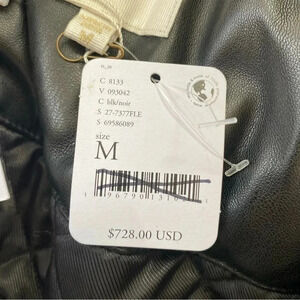 C 8133
V 093042
C blk/noir
S 27-7377FLE
S 69586089
size
M
$728.00 USD